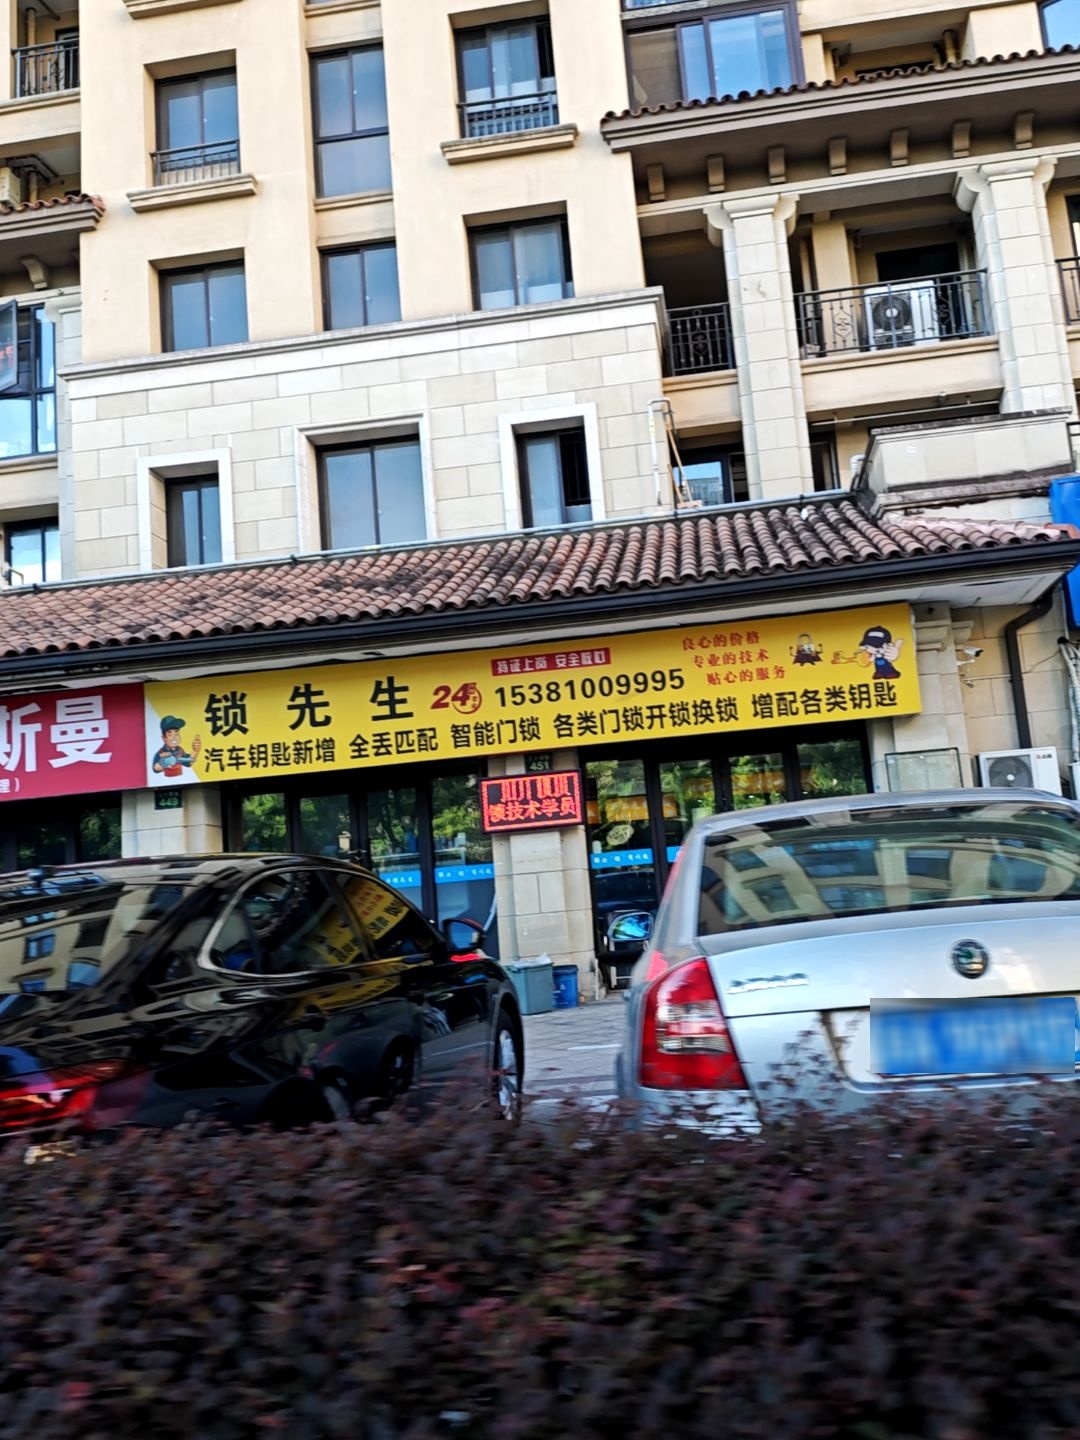 斯曼
锁先生
24
持证上岗 安全放心
15381009995
良心的价格
专业的技术
贴心的服务
汽车钥匙新增 全丢匹配 智能门锁 各类门锁开锁换锁 增配各类钥匙
449
451
技术学员